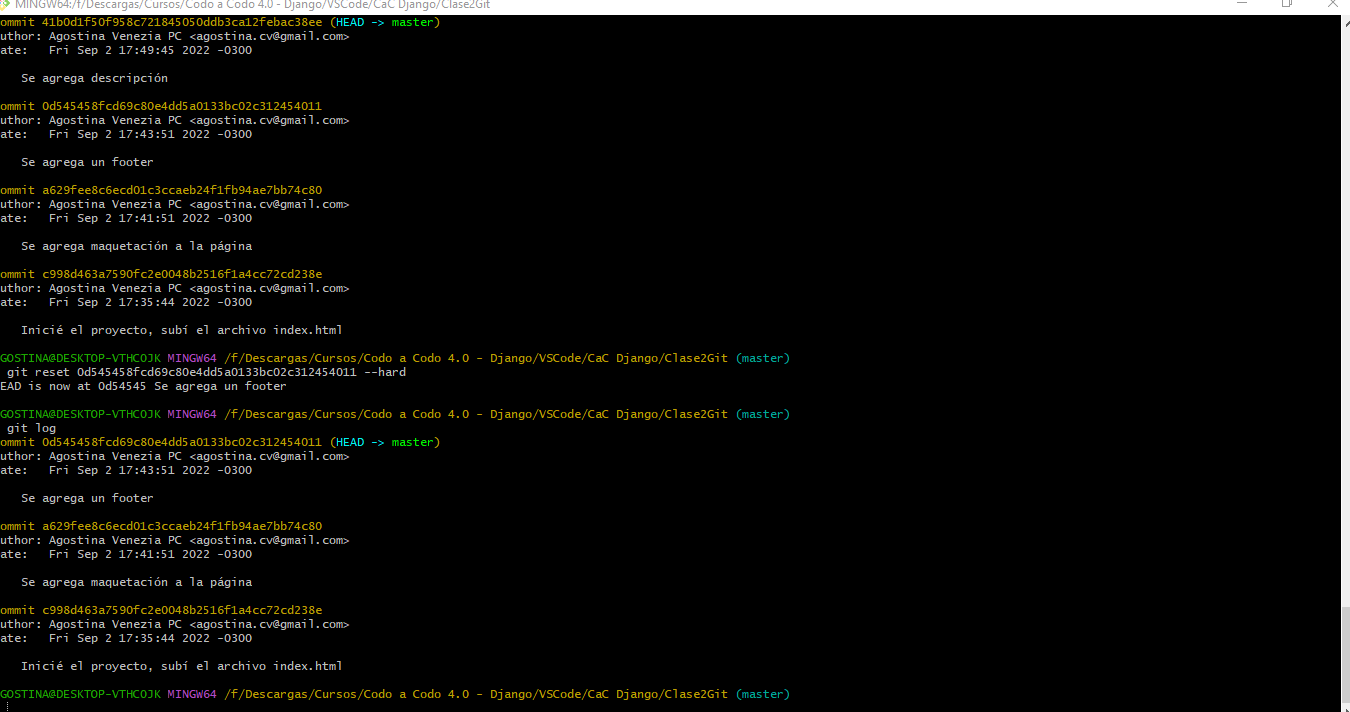 MINGW64:/f/Descargas/Cursos/Codo a Codo 4.0 - Django/VSCode/CaC Django/Clase2Git
ommit 41b0d1f50f958c721845050ddb3ca12febac38ee (HEAD -> master)
uthor: Agostina Venezia PC <agostina.cv@gmail.com>
ate:   Fri Sep 2 17:49:45 2022 -0300
Se agrega descripción
ommit 0d545458fcd69c80e4dd5a0133bc02c312454011
uthor: Agostina Venezia PC <agostina.cv@gmail.com>
ate:   Fri Sep 2 17:43:51 2022 -0300
Se agrega un footer
ommit a629fee8c6ecd01c3ccaeb24f1fb94ae7bb74c80
uthor: Agostina Venezia PC <agostina.cv@gmail.com>
ate:   Fri Sep 2 17:41:51 2022 -0300
Se agrega maquetación a la página
ommit c998d463a7590fc2e0048b2516f1a4cc72cd238e
uthor: Agostina Venezia PC <agostina.cv@gmail.com>
ate:   Fri Sep 2 17:35:44 2022 -0300
Inicié el proyecto, subí el archivo index.html
GOSTINA@DESKTOP-VTHCOJK MINGW64 /f/Descargas/Cursos/Codo a Codo 4.0 - Django/VSCode/CaC Django/Clase2Git (master)
git reset 0d545458fcd69c80e4dd5a0133bc02c312454011 --hard
EAD is now at 0d54545 Se agrega un footer
GOSTINA@DESKTOP-VTHCOJK MINGW64 /f/Descargas/Cursos/Codo a Codo 4.0 - Django/VSCode/CaC Django/Clase2Git (master)
git log
ommit 0d545458fcd69c80e4dd5a0133bc02c312454011 (HEAD -> master)
uthor: Agostina Venezia PC <agostina.cv@gmail.com>
ate:   Fri Sep 2 17:43:51 2022 -0300
Se agrega un footer
ommit a629fee8c6ecd01c3ccaeb24f1fb94ae7bb74c80
uthor: Agostina Venezia PC <agostina.cv@gmail.com>
ate:   Fri Sep 2 17:41:51 2022 -0300
Se agrega maquetación a la página
ommit c998d463a7590fc2e0048b2516f1a4cc72cd238e
uthor: Agostina Venezia PC <agostina.cv@gmail.com>
ate:   Fri Sep 2 17:35:44 2022 -0300
Inicié el proyecto, subí el archivo index.html
GOSTINA@DESKTOP-VTHCOJK MINGW64 /f/Descargas/Cursos/Codo a Codo 4.0 - Django/VSCode/CaC Django/Clase2Git (master)